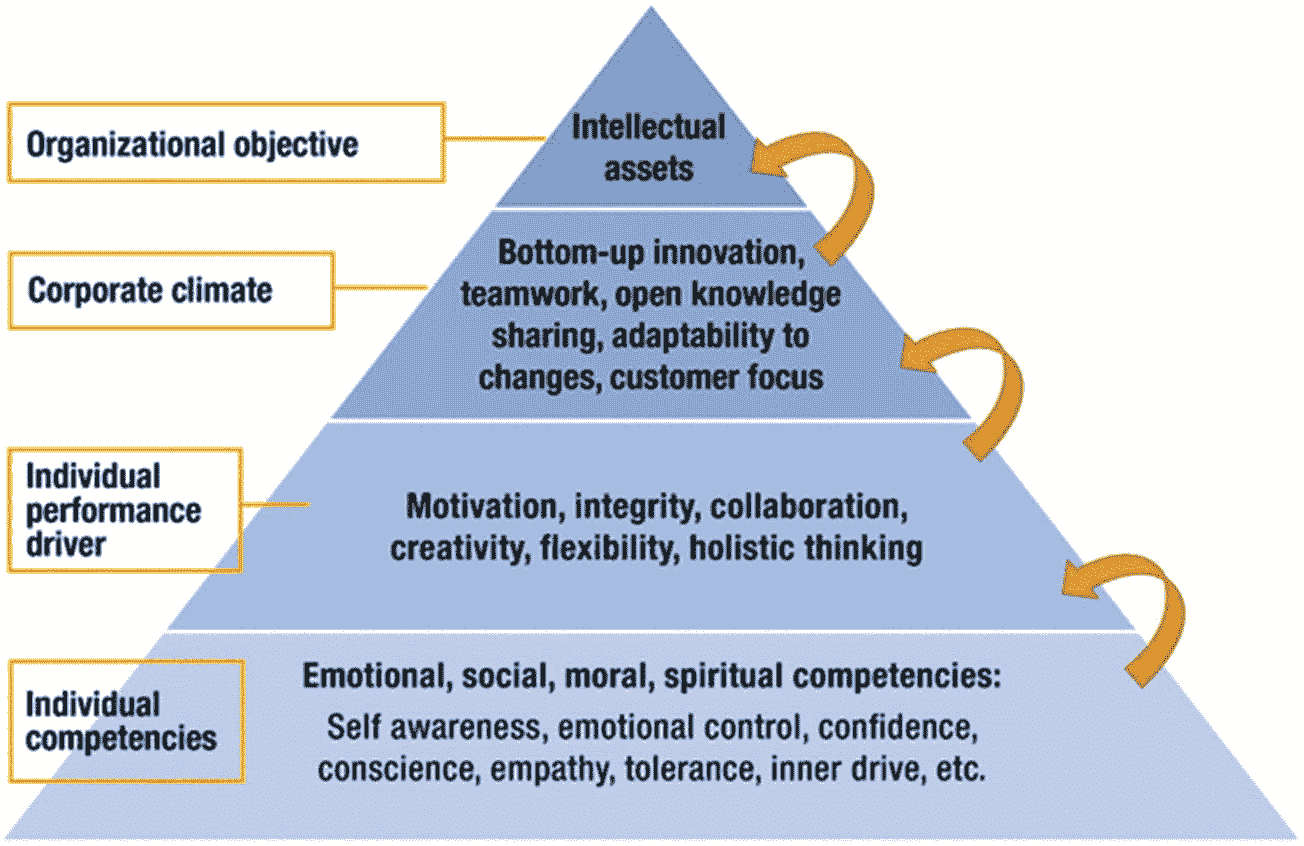 Organizational objective
Intellectual
assets
Corporate climate
Bottom-up innovation,
teamwork, open knowledge
sharing, adaptability to
changes, customer focus
Individual
performance
driver
Motivation, integrity, collaboration,
creativity, flexibility, holistic thinking
Individual
competencies
Emotional, social, moral, spiritual competencies:
Self awareness, emotional control, confidence,
conscience, empathy, tolerance, inner drive, etc.